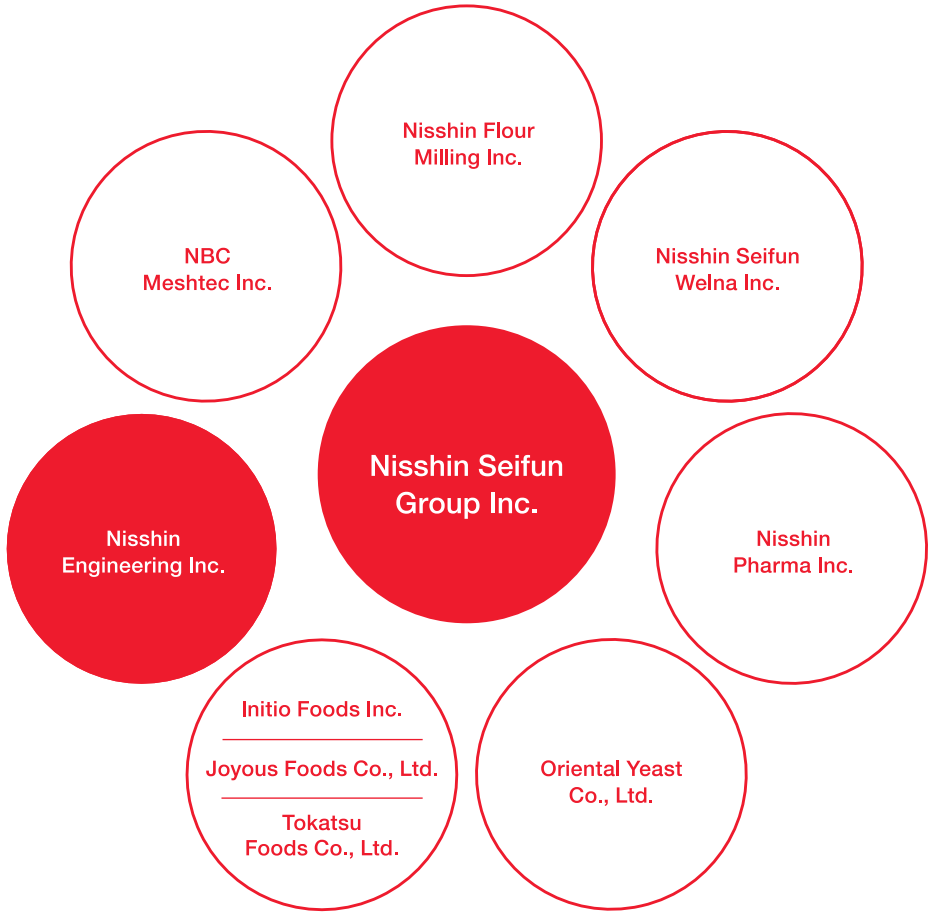 Nisshin Flour
Milling Inc.
NBC
Meshtec Inc.
Nisshin Seifun
Welna Inc.
Nisshin Seifun
Group Inc.
Nisshin
Engineering Inc.
Nisshin
Pharma Inc.
Initio Foods Inc.
Joyous Foods Co., Ltd.
Tokatsu
Foods Co., Ltd.
Oriental Yeast
Co., Ltd.